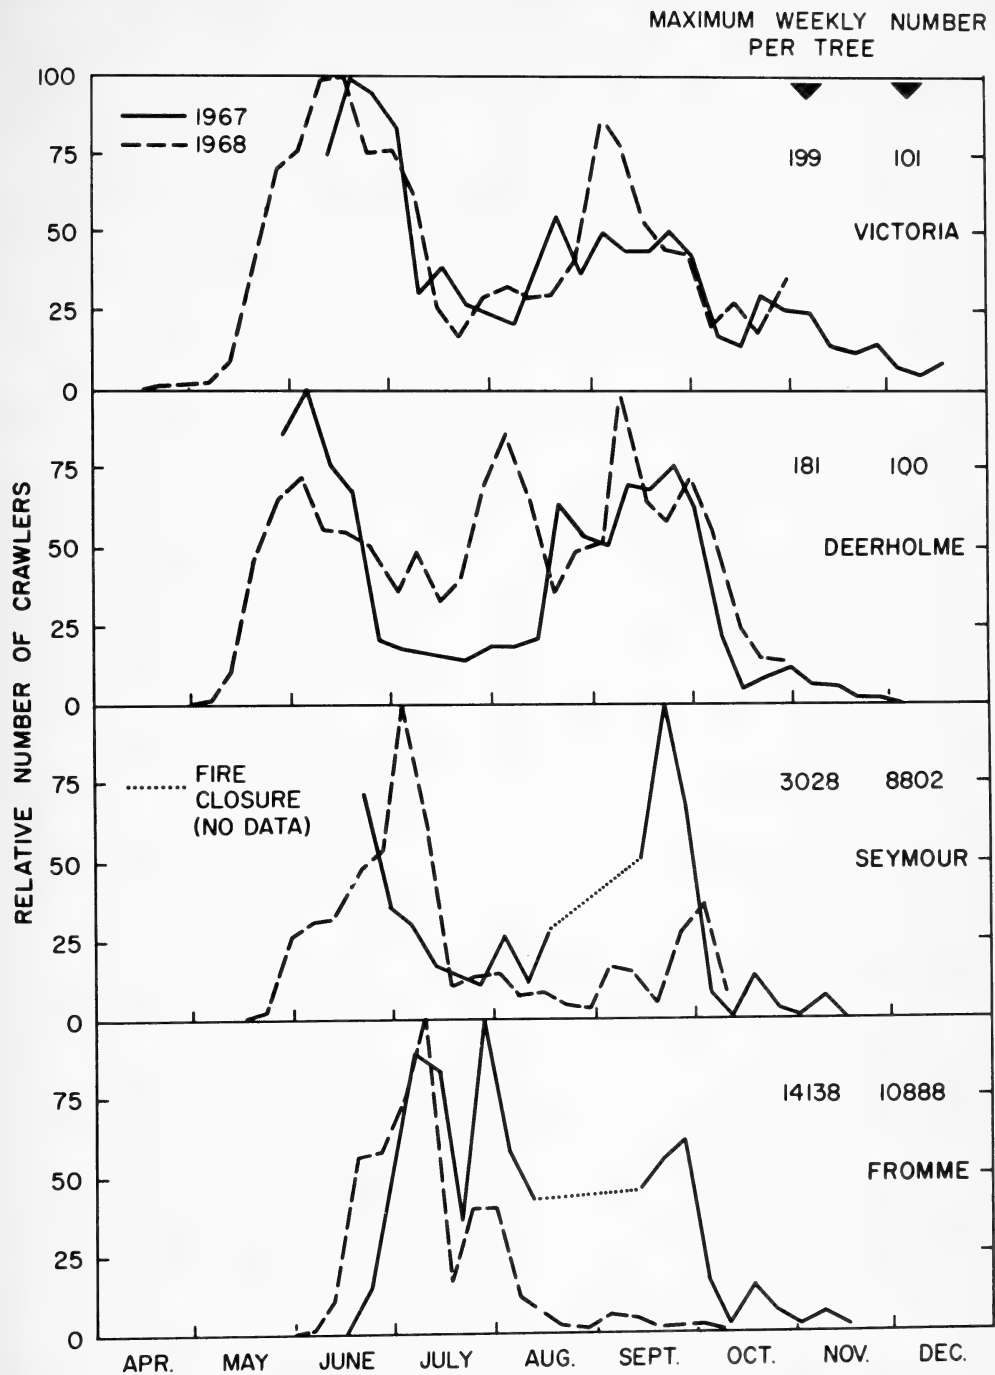 MAXIMUM WEEKLY NUMBER
PER TREE
100
1967
1968
75
199 101
50
VICTORIA
25
0
75
181 100
50
DEERHOLME
25
0
RELATIVE NUMBER OF CRAWLERS
FIRE
CLOSURE
(NO DATA)
75
3028 8802
50
SEYMOUR
25
0
75
14138 10888
50
FROMME
25
0
APR. MAY JUNE JULY AUG. SEPT. OCT. NOV. DEC.